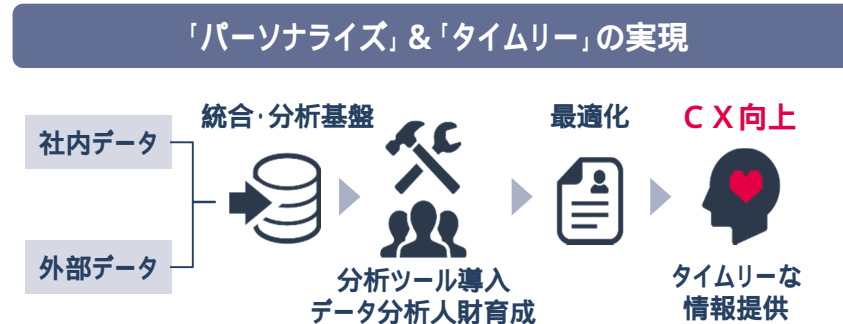 「パーソナライズ」&「タイムリー」の実現
社内データ
外部データ
統合・分析基盤
分析ツール導入
データ分析人財育成
最適化
CX向上
タイムリーな
情報提供